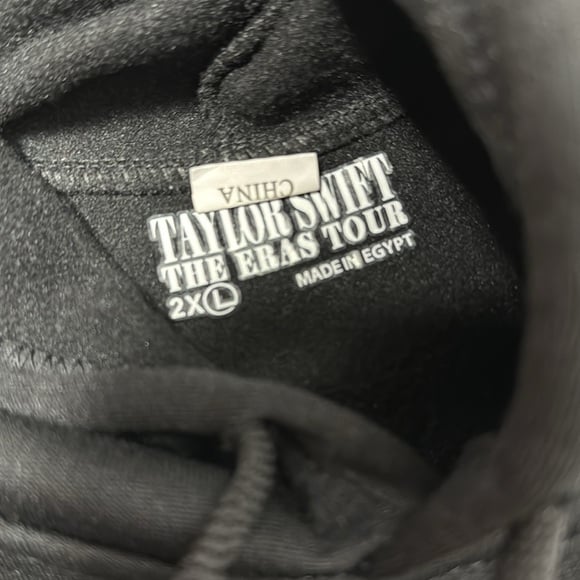 CHINA
TAYLOR SWIFT
THE ERAS TOUR
2XL MADE IN EGYPT